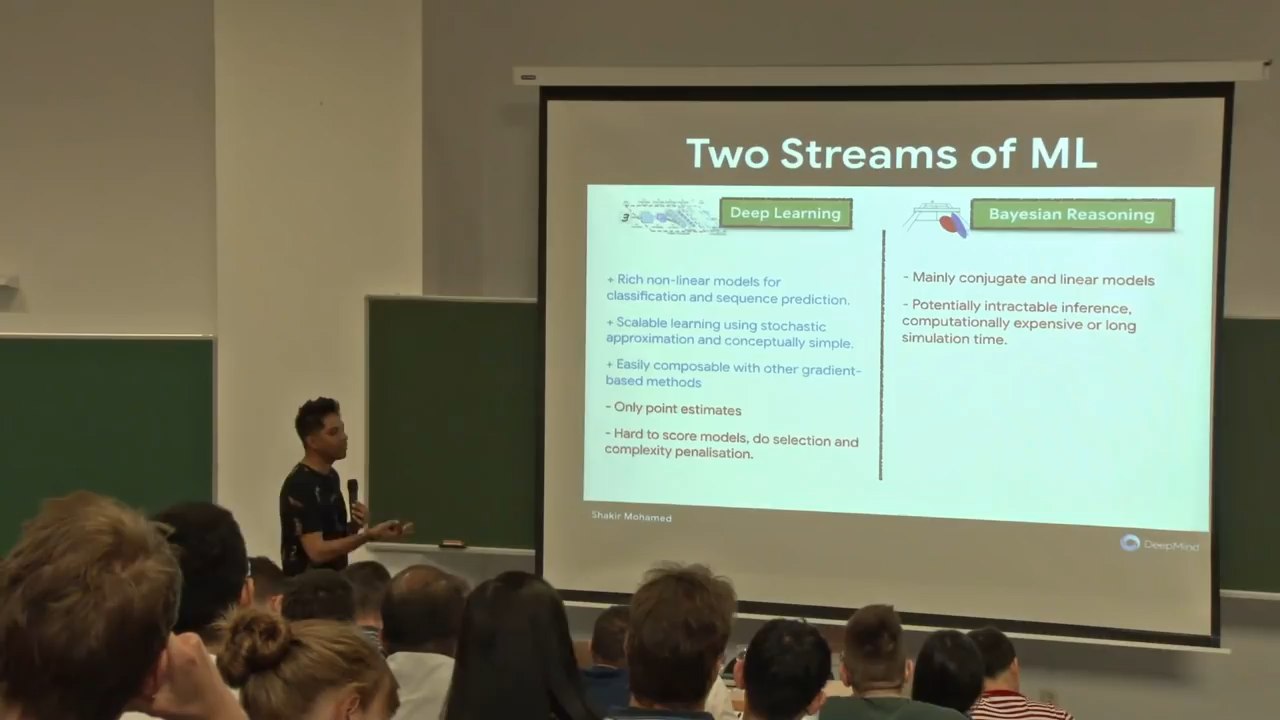 Two Streams of ML
3
Deep Learning
+ Rich non-linear models for
classification and sequence prediction.
+ Scalable learning using stochastic
approximation and conceptually simple.
+ Easily composable with other gradient-
based methods
- Only point estimates
- Hard to score models, do selection and
complexity penalisation.
Bayesian Reasoning
- Mainly conjugate and linear models
- Potentially intractable inference,
computationally expensive or long
simulation time.
Shakir Mohamed
DeepMind